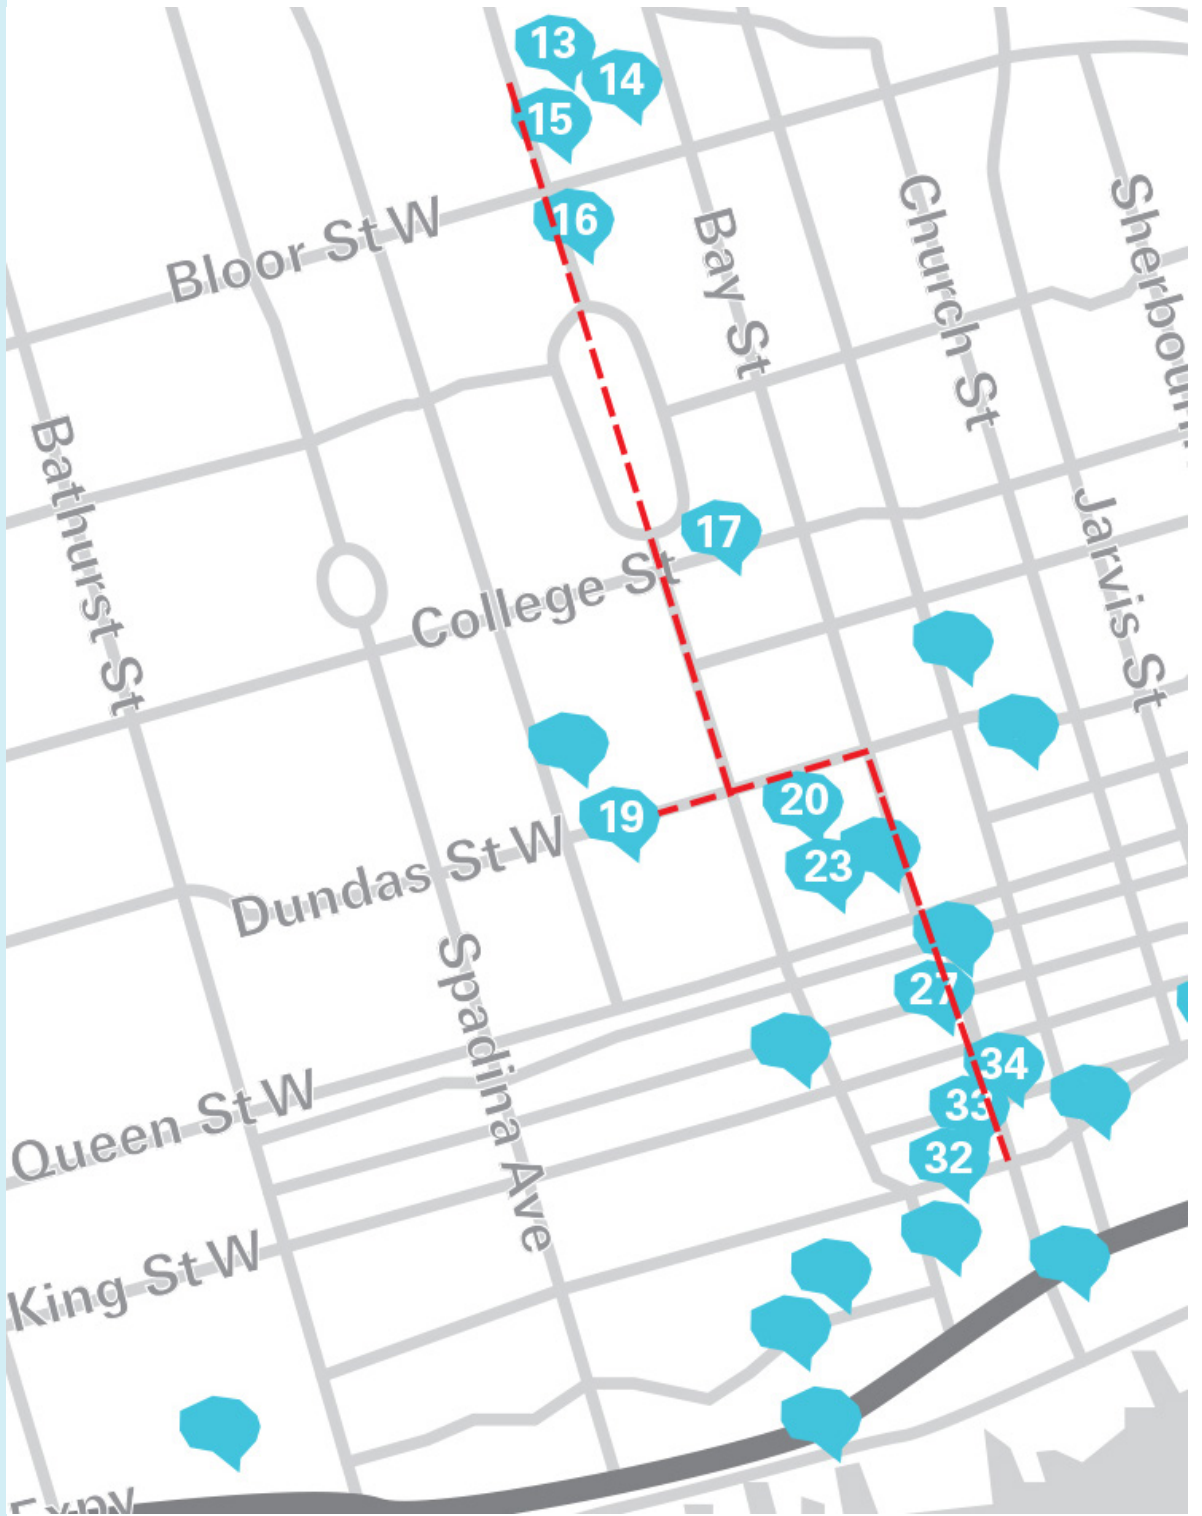 13
14
15
16
Bloor St W
Bay St
Church St
Bathurst St
17
College St
Jarvis St
19
20
23
Dundas St W
Spadina Ave
27
34
33
32
Queen St W
King St W